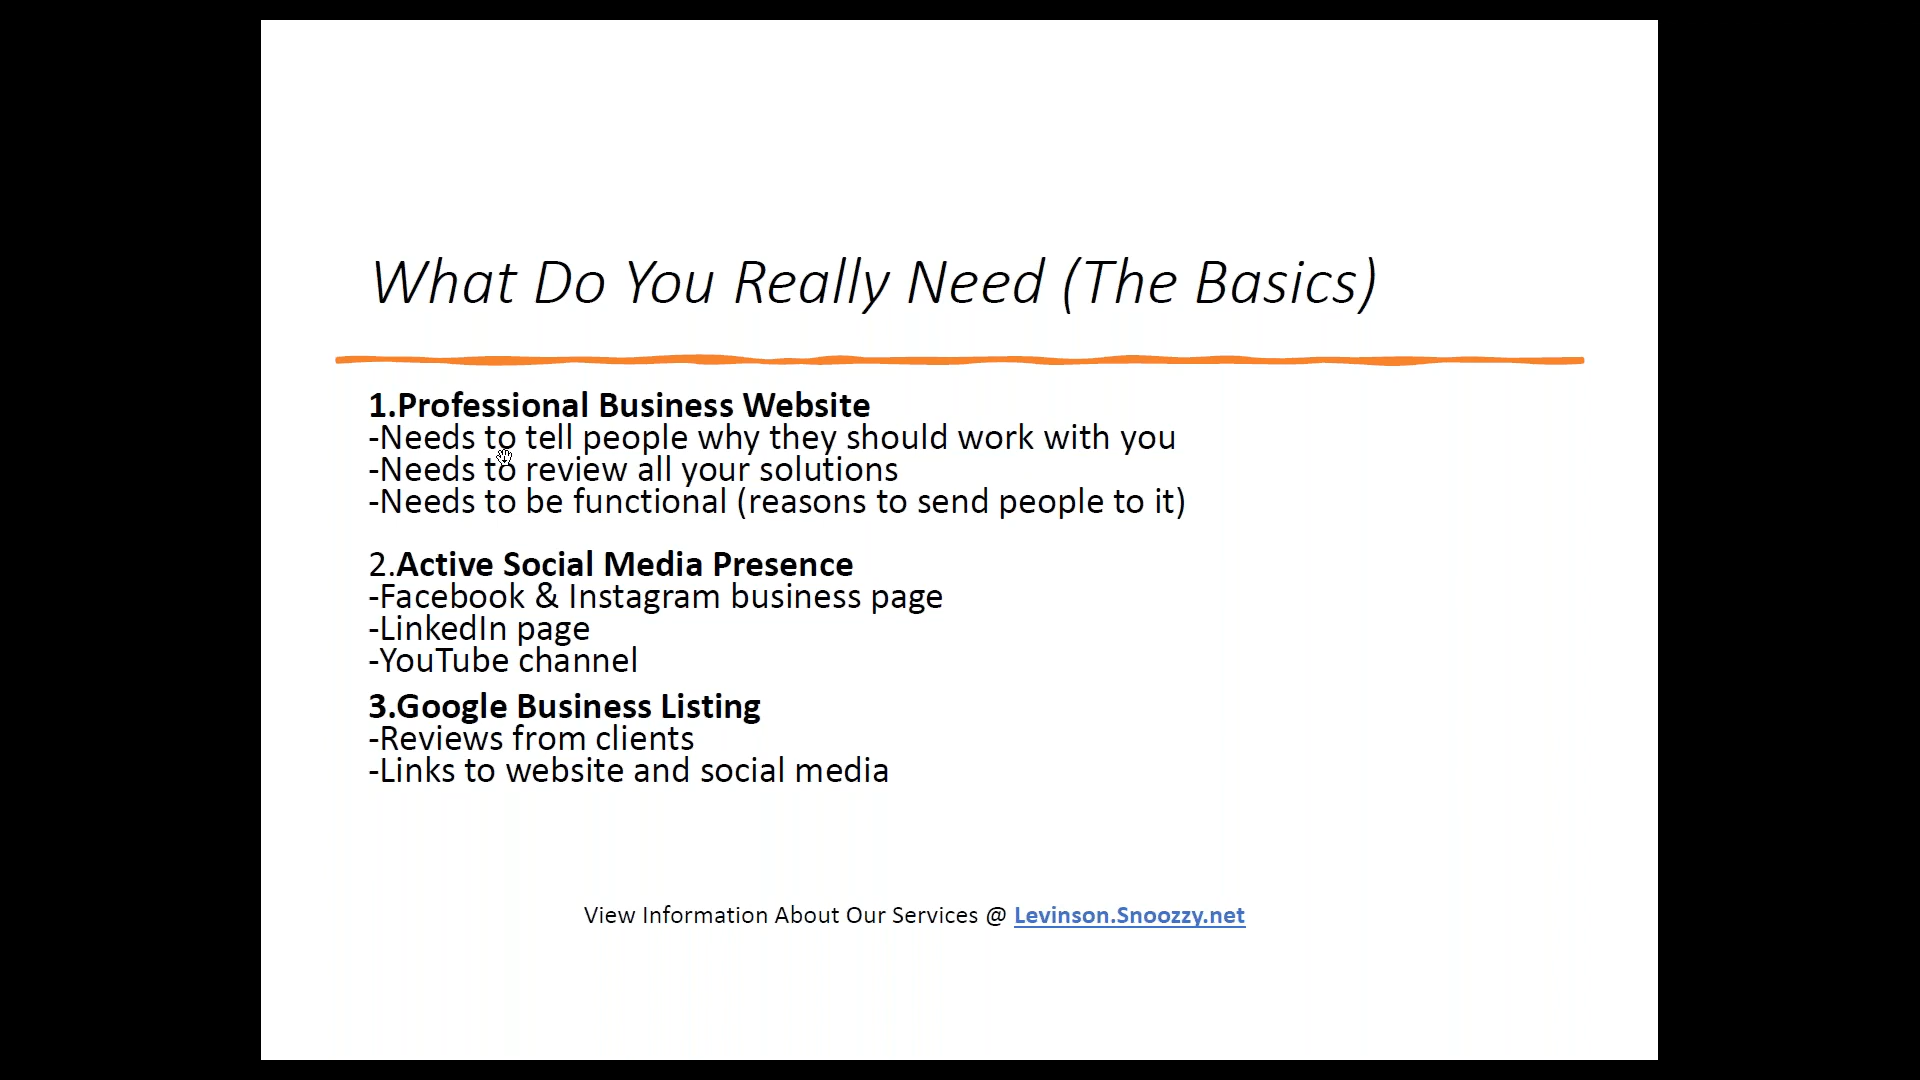 What Do You Really Need (The Basics)
1.Professional Business Website
-Needs to tell people why they should work with you
-Needs to review all your solutions
-Needs to be functional (reasons to send people to it)
2.Active Social Media Presence
-Facebook & Instagram business page
-LinkedIn page
-YouTube channel
3.Google Business Listing
-Reviews from clients
-Links to website and social media
View Information About Our Services @ Levinson.Snoozzy.net